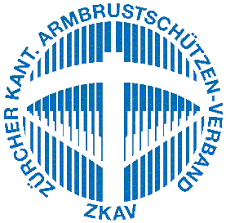 ZÜRCHER KANT. ARMBRUSTSCHÜTZEN-VERBAND
ZKAV